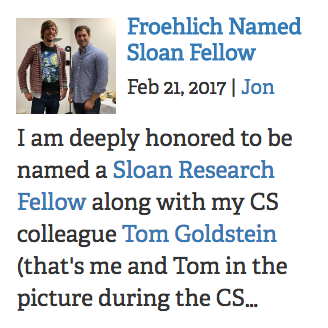 Froehlich Named
Sloan Fellow
Feb 21, 2017 | Jon
I am deeply honored to be
named a Sloan Research
Fellow along with my CS
colleague Tom Goldstein
(that's me and Tom in the
picture during the CS...